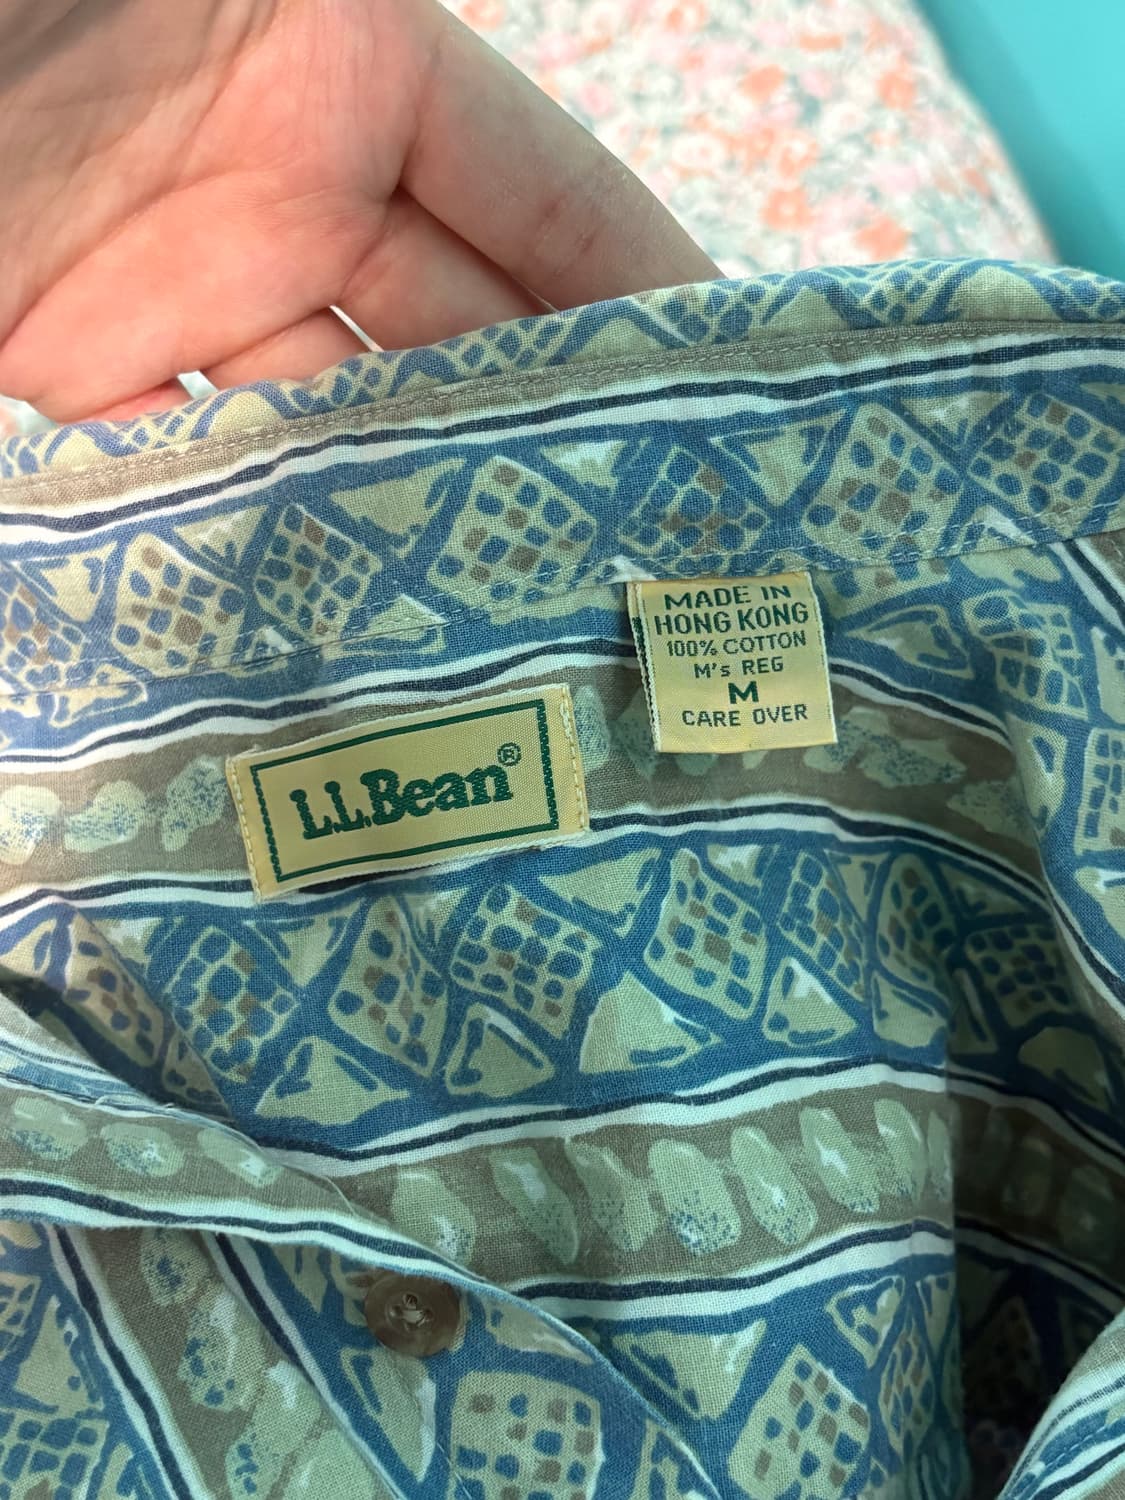 MADE IN
HONG KONG
100% COTTON
M's REG
M
CARE OVER
L.L.Bean®